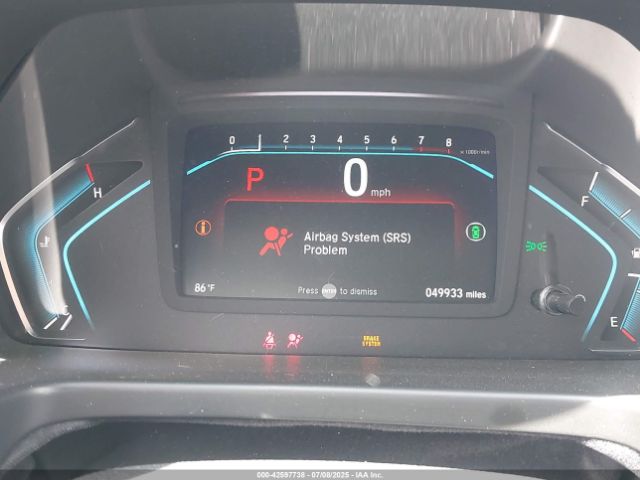 0 2 3 4 5 6 7 8
x1000r/min
P 0 mph
H
F
Airbag System (SRS)
Problem
86°F
Press ENTER to dismiss
049933 miles
C
E
BRAKE
SYSTEM
000-42597738 - 07/08/2025 - IAA Inc.